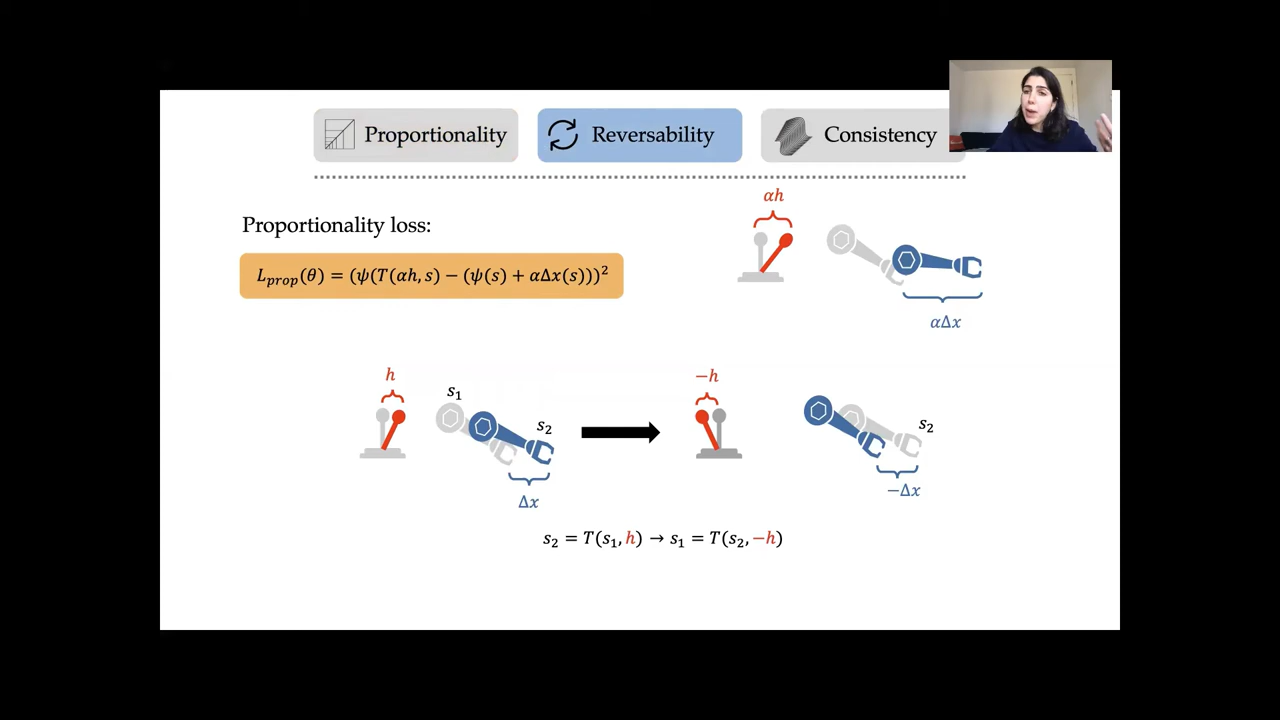 Proportionality
Reversability
Consistency
αh
Proportionality loss:
L_prop(θ) = (ψ(T(αh, s) − (ψ(s) + αΔx(s)))²
αΔx
h
s₁
s₂
Δx
−h
s₂
−Δx
s₂ = T(s₁, h) → s₁ = T(s₂, −h)